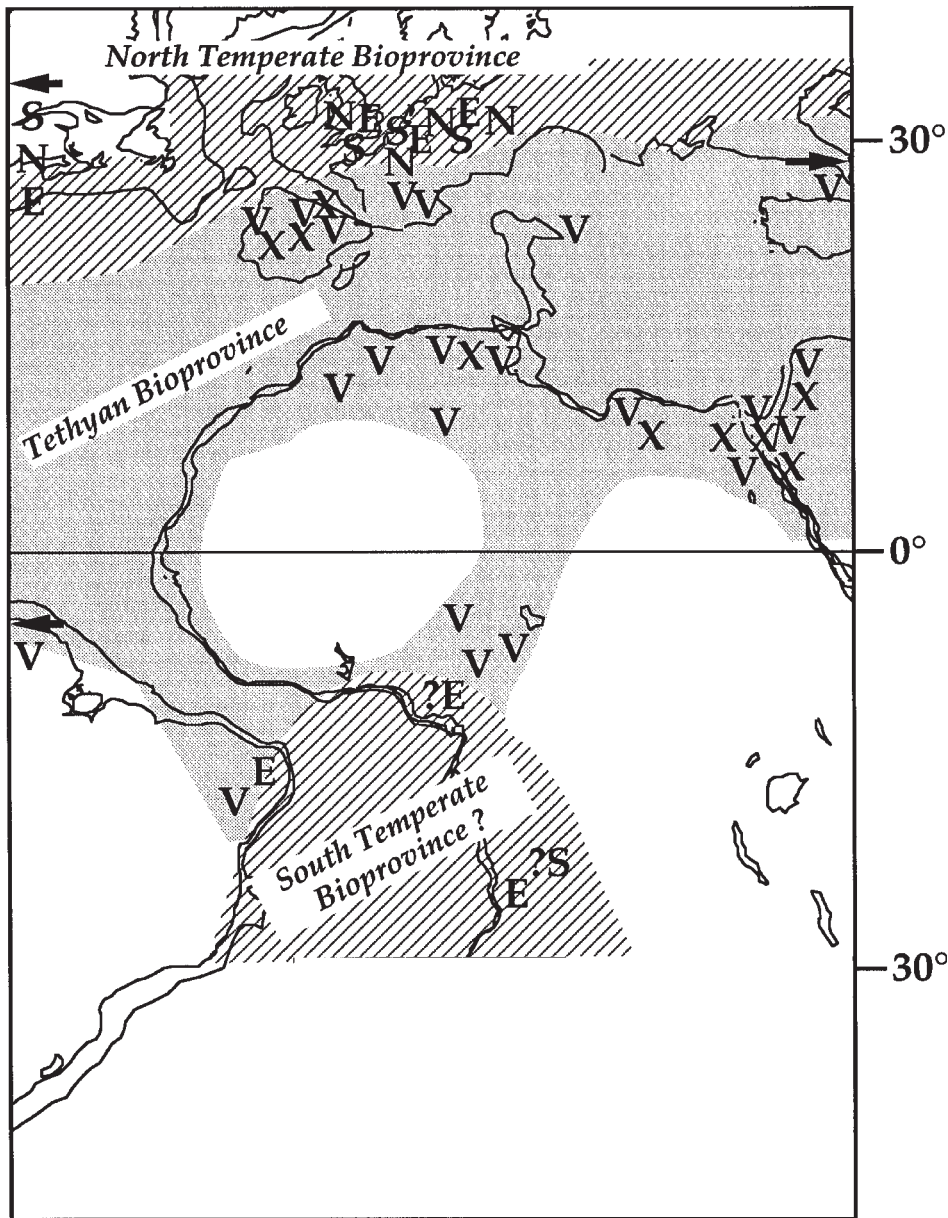 North Temperate Bioprovince
S
N E S N E N
S E S
N
30°
N
E
V V
V
V X V
X X V
V
Tethyan Bioprovince
V V X V
V
V
V
X
V
X
V
V X V
X
V
X
0°
V
V
V
V
?E
E
V
South Temperate
Bioprovince ?
?S
E
30°